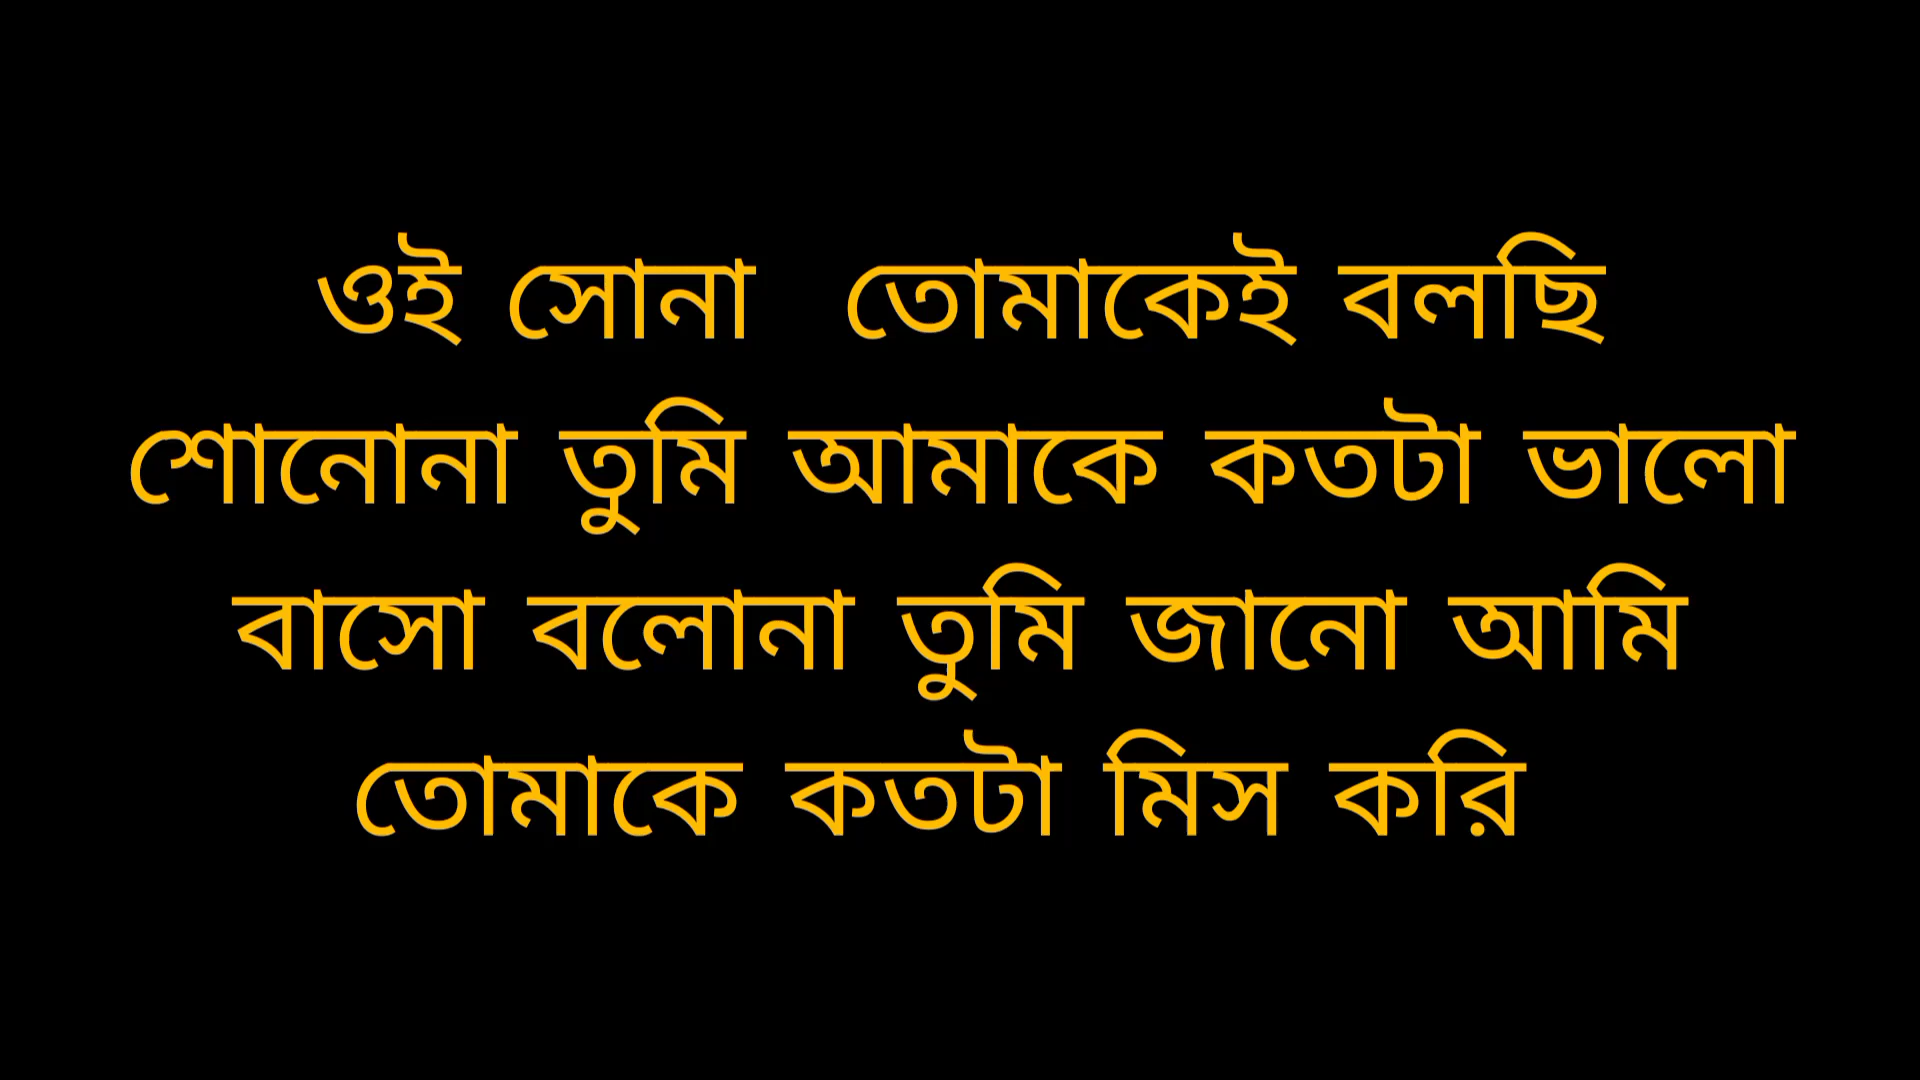 ওই সোনা  তোমাকেই বলছি
শোনোনা তুমি আমাকে কতটা ভালো
বাসো বলোনা তুমি জানো আমি
তোমাকে কতটা মিস করি